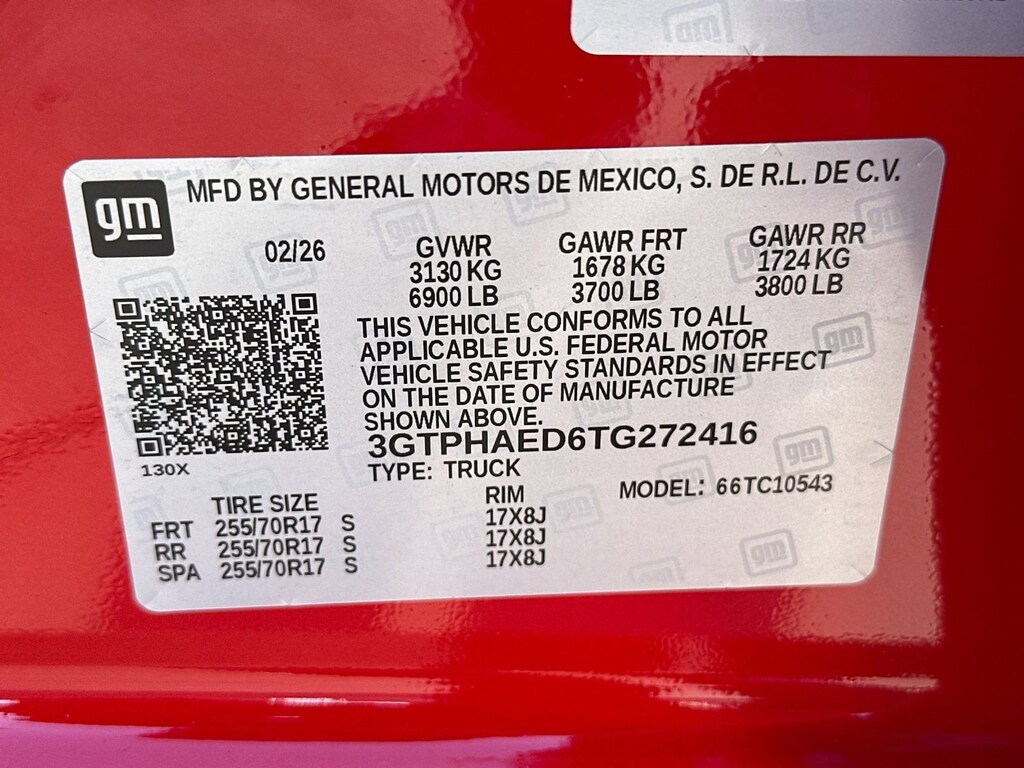 gm
MFD BY GENERAL MOTORS DE MEXICO, S. DE R.L. DE C.V.
02/26 GVWR GAWR FRT GAWR RR
3130 KG 1678 KG 1724 KG
6900 LB 3700 LB 3800 LB
THIS VEHICLE CONFORMS TO ALL
APPLICABLE U.S. FEDERAL MOTOR
VEHICLE SAFETY STANDARDS IN EFFECT
ON THE DATE OF MANUFACTURE
SHOWN ABOVE.
3GTPHAED6TG272416
130X
TYPE: TRUCK
MODEL: 66TC10543
TIRE SIZE RIM
FRT 255/70R17 S 17X8J
RR 255/70R17 S 17X8J
SPA 255/70R17 S 17X8J